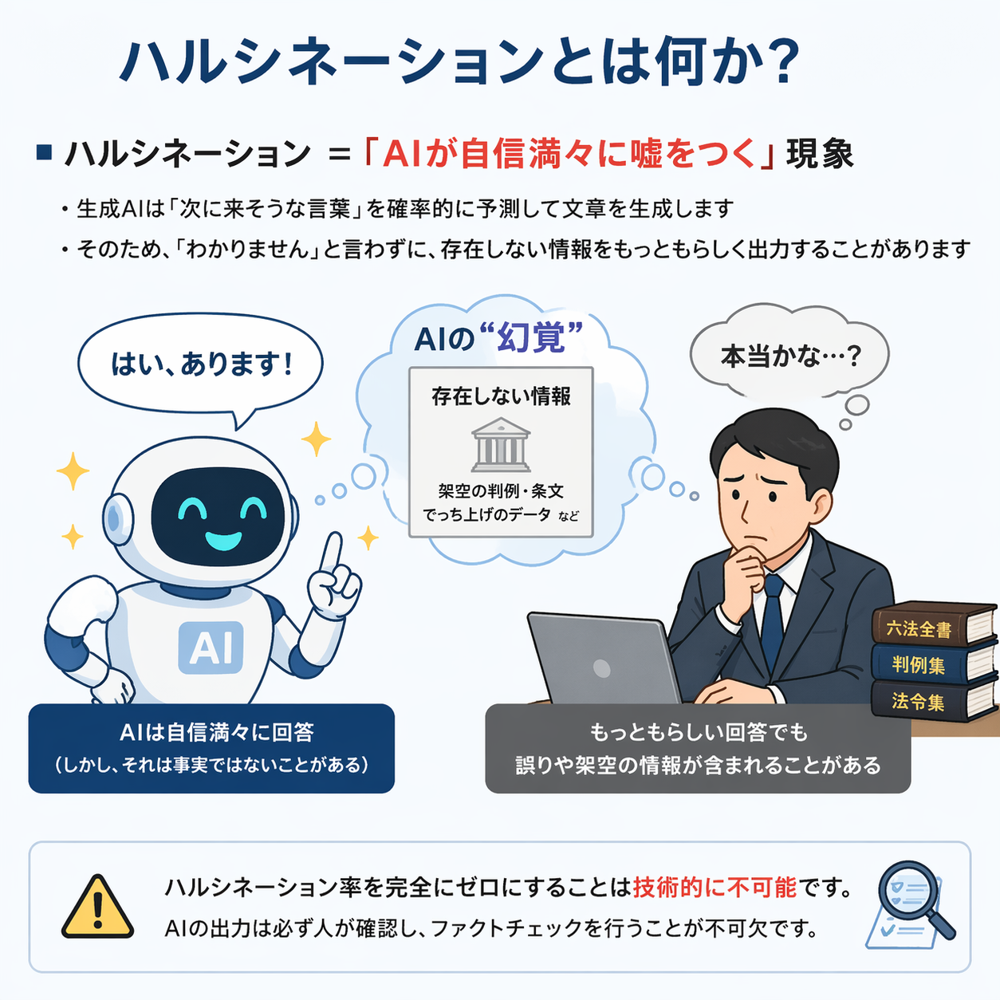 ハルシネーションとは何か?
■ ハルシネーション = 「AIが自信満々に嘘をつく」 現象
・生成AIは「次に来そうな言葉」を確率的に予測して文章を生成します
・そのため、「わかりません」と言わずに、存在しない情報をもっともらしく出力することがあります
はい、あります!
AIの“幻覚”
存在しない情報
架空の判例・条文
でっち上げのデータ など
本当かな…?
AI
六法全書
判例集
法令集
AIは自信満々に回答
(しかし、それは事実ではないことがある)
もっともらしい回答でも
誤りや架空の情報が含まれることがある
ハルシネーション率を完全にゼロにすることは技術的に不可能です。
AIの出力は必ず人が確認し、ファクトチェックを行うことが不可欠です。